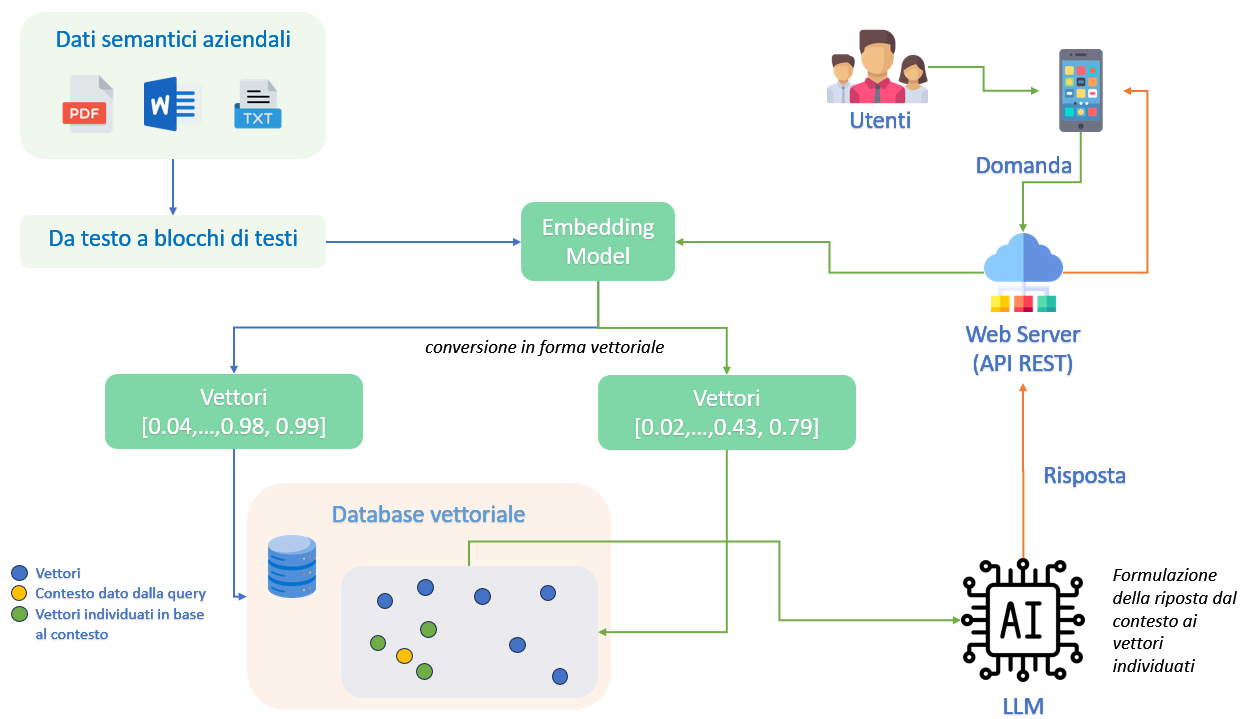 Dati semantici aziendali
PDF
W
TXT
Utenti
Domanda
Da testo a blocchi di testi
Embedding
Model
Web Server
(API REST)
conversione in forma vettoriale
Vettori
[0.04,...,0.98, 0.99]
Vettori
[0.02,...,0.43, 0.79]
Risposta
Database vettoriale
Vettori
Contesto dato dalla query
Vettori individuati in base
al contesto
AI
Formulazione
della riposta dal
contesto ai
vettori
individuati
LLM